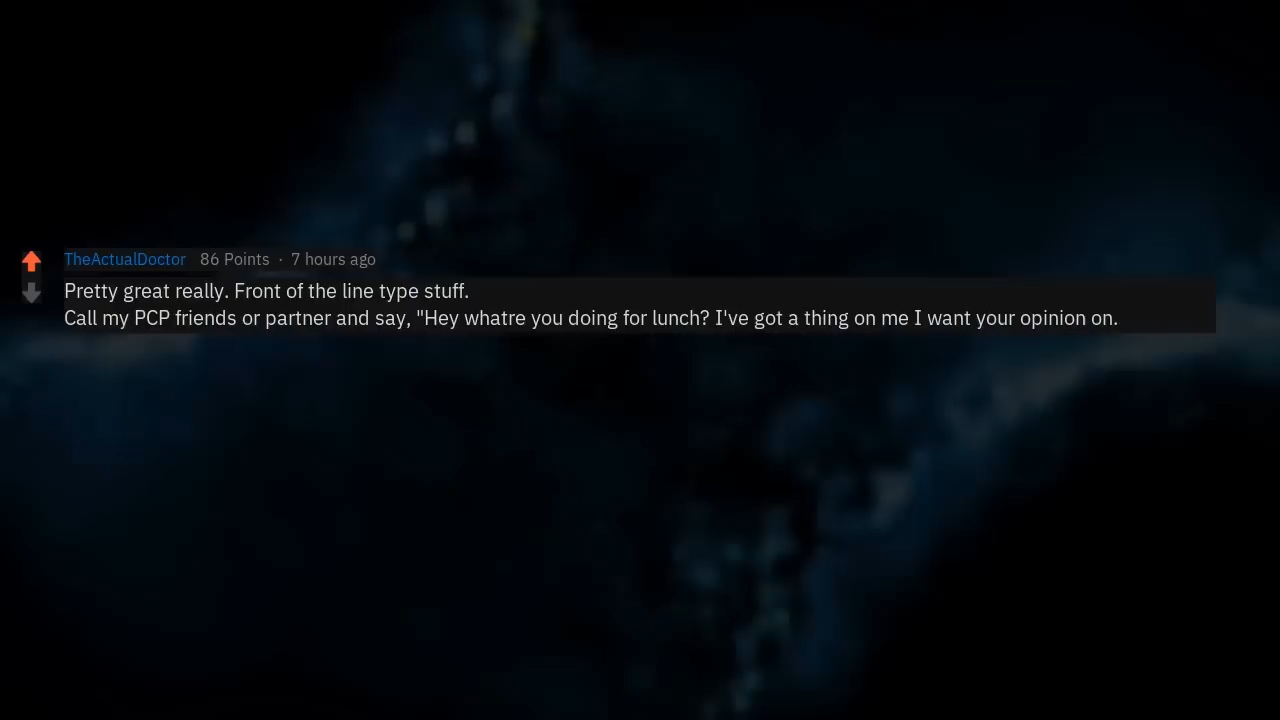 TheActualDoctor 86 Points · 7 hours ago
Pretty great really. Front of the line type stuff.
Call my PCP friends or partner and say, "Hey whatre you doing for lunch? I've got a thing on me I want your opinion on.